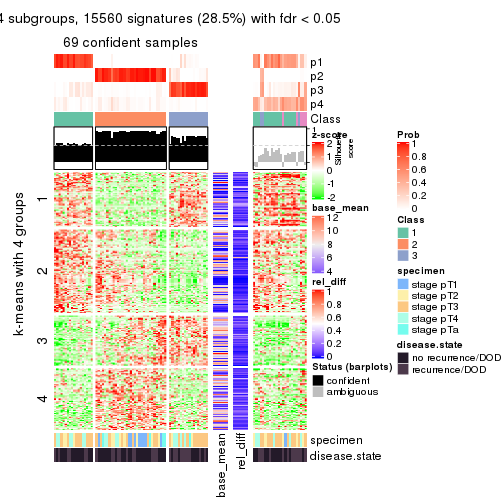 4 subgroups, 15560 signatures (28.5%) with fdr < 0.05
69 confident samples
p1
p2
p3
p4
Class
Silhouette
score
1
k-means with 4 groups
1
2
3
4
specimen
disease.state
base_mean
rel_diff
z-score
2
1
0
-1
-2
base_mean
12
10
8
6
4
rel_diff
1
0.8
0.6
0.4
0.2
0
Status (barplots)
confident
ambiguous
Prob
1
0.8
0.6
0.4
0.2
0
Class
1
2
3
specimen
stage pT1
stage pT2
stage pT3
stage pT4
stage pTa
disease.state
no recurrence/DOD
recurrence/DOD